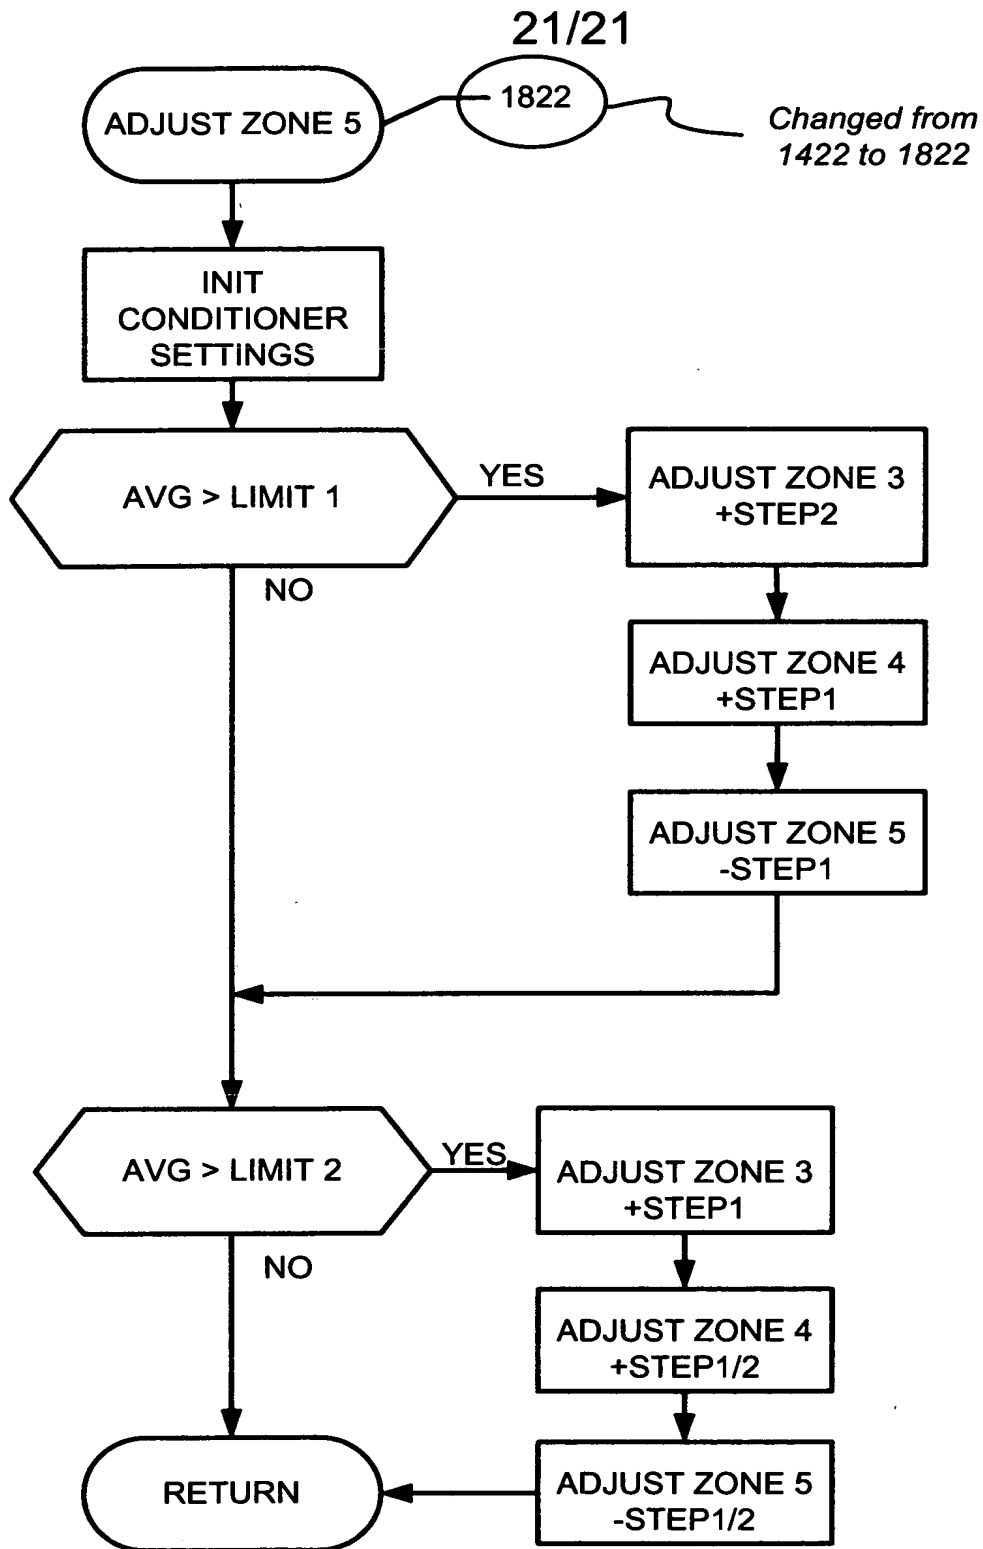 21/21
ADJUST ZONE 5
1822
Changed from
1422 to 1822
INIT
CONDITIONER
SETTINGS
AVG > LIMIT 1
YES
NO
ADJUST ZONE 3
+STEP2
ADJUST ZONE 4
+STEP1
ADJUST ZONE 5
-STEP1
AVG > LIMIT 2
YES
NO
ADJUST ZONE 3
+STEP1
ADJUST ZONE 4
+STEP1/2
ADJUST ZONE 5
-STEP1/2
RETURN